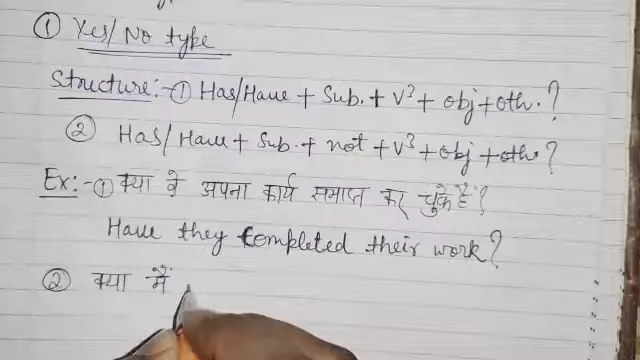 ① Yes/No type
Structure:-① Has/Have + Sub. + V³ + Obj + Oth. ?
② Has/Have + Sub. + not + V³ + Obj + Oth. ?
Ex:-① क्या वे अपना कार्य समाप्त कर चुके हैं ?
Have they completed their work ?
② क्या मैं